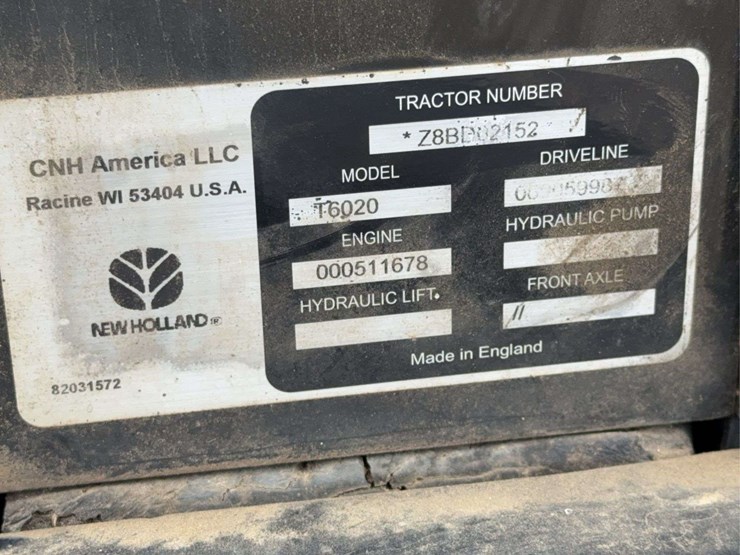 CNH America LLC
Racine WI 53404 U.S.A.
NEW HOLLAND
82031572
TRACTOR NUMBER
* Z8BD02152
MODEL
T6020
ENGINE
000511678
HYDRAULIC LIFT
DRIVELINE
HYDRAULIC PUMP
FRONT AXLE
//
Made in England